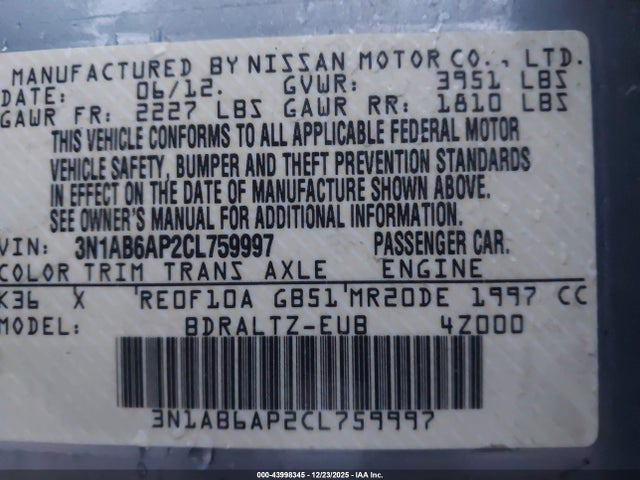 MANUFACTURED BY NISSAN MOTOR CO., LTD.
DATE: 06/12. GVWR: 3951 LBS
GAWR FR: 2227 LBS GAWR RR: 1810 LBS
THIS VEHICLE CONFORMS TO ALL APPLICABLE FEDERAL MOTOR
VEHICLE SAFETY, BUMPER AND THEFT PREVENTION STANDARDS
IN EFFECT ON THE DATE OF MANUFACTURE SHOWN ABOVE.
SEE OWNER'S MANUAL FOR ADDITIONAL INFORMATION.
VIN: 3N1AB6AP2CL759997 PASSENGER CAR.
COLOR TRIM TRANS AXLE ENGINE
K36 X RE0F10A GB51 MR20DE 1997 CC
MODEL: BDRALTZ-EUB 4Z000
3N1AB6AP2CL759997
000-43998345 - 12/23/2025 - IAA Inc.